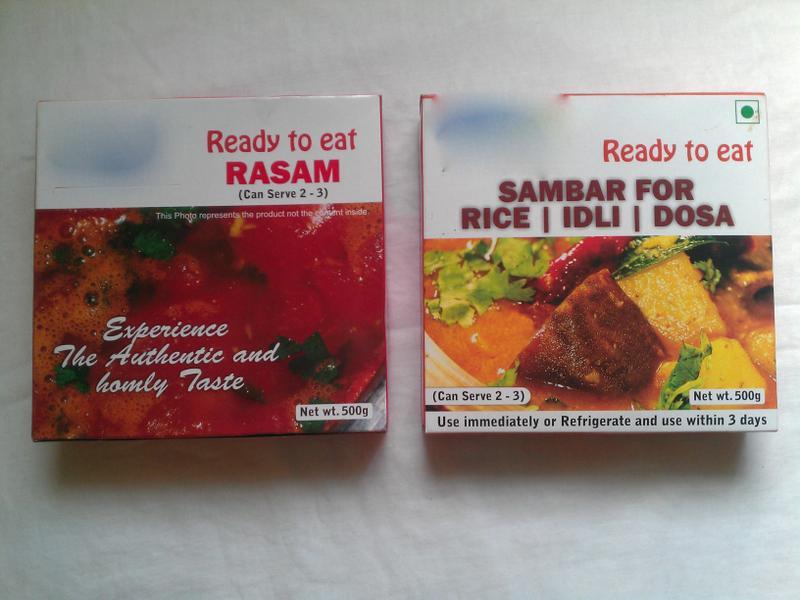 Ready to eat
RASAM
(Can Serve 2 - 3)
This Photo represents the product not the content inside.
Experience
The Authentic and
homly Taste
Net wt. 500g
Ready to eat
SAMBAR FOR
RICE | IDLI | DOSA
(Can Serve 2 - 3)
Net wt. 500g
Use immediately or Refrigerate and use within 3 days